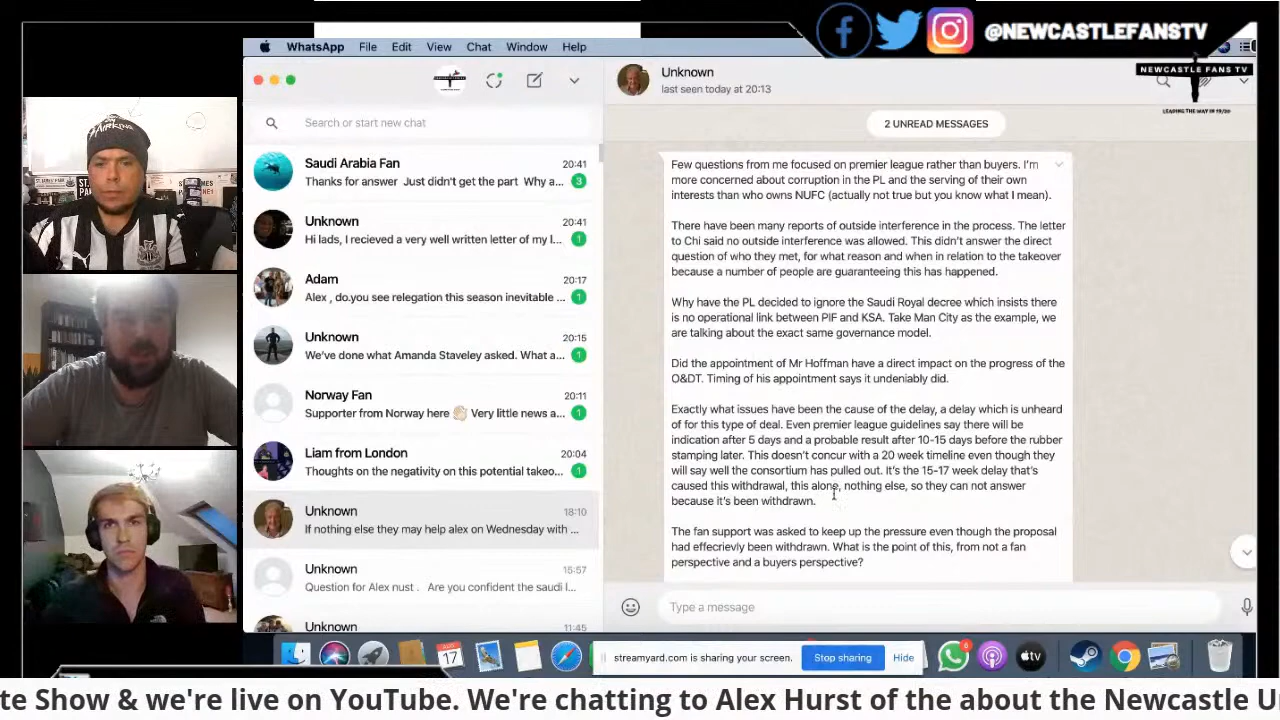 @NEWCASTLEFANSTV
NEWCASTLE FANS TV
LEADING THE WAY IN 19/20
WhatsApp File Edit View Chat Window Help
Search or start new chat
Saudi Arabia Fan 20:41
Thanks for answer Just didn't get the part Why a... 3
Unknown 20:41
Hi lads, I recieved a very well written letter of my l... 1
Adam 20:17
Alex , do.you see relegation this season inevitable ... 1
Unknown 20:15
We've done what Amanda Staveley asked. What a... 1
Norway Fan 20:11
Supporter from Norway here 👏🏻 Very little news a... 1
Liam from London 20:04
Thoughts on the negativity on this potential takeo... 1
Unknown 18:10
If nothing else they may help alex on Wednesday with ...
Unknown 15:57
Question for Alex nust . Are you confident the saudi l...
Unknown 11:45
Unknown
last seen today at 20:13
2 UNREAD MESSAGES
Few questions from me focused on premier league rather than buyers. I'm
more concerned about corruption in the PL and the serving of their own
interests than who owns NUFC (actually not true but you know what I mean).
There have been many reports of outside interference in the process. The letter
to Chi said no outside interference was allowed. This didn't answer the direct
question of who they met, for what reason and when in relation to the takeover
because a number of people are guaranteeing this has happened.
Why have the PL decided to ignore the Saudi Royal decree which insists there
is no operational link between PIF and KSA. Take Man City as the example, we
are talking about the exact same governance model.
Did the appointment of Mr Hoffman have a direct impact on the progress of the
O&DT. Timing of his appointment says it undeniably did.
Exactly what issues have been the cause of the delay, a delay which is unheard
of for this type of deal. Even premier league guidelines say there will be
indication after 5 days and a probable result after 10-15 days before the rubber
stamping later. This doesn't concur with a 20 week timeline even though they
will say well the consortium has pulled out. It's the 15-17 week delay that's
caused this withdrawal, this alone, nothing else, so they can not answer
because it's been withdrawn.
The fan support was asked to keep up the pressure even though the proposal
had effecrievly been withdrawn. What is the point of this, from not a fan
perspective and a buyers perspective?
Type a message
AUG
17
streamyard.com is sharing your screen. Stop sharing Hide
6
tv
te Show & we're live on YouTube. We're chatting to Alex Hurst of the about the Newcastle U